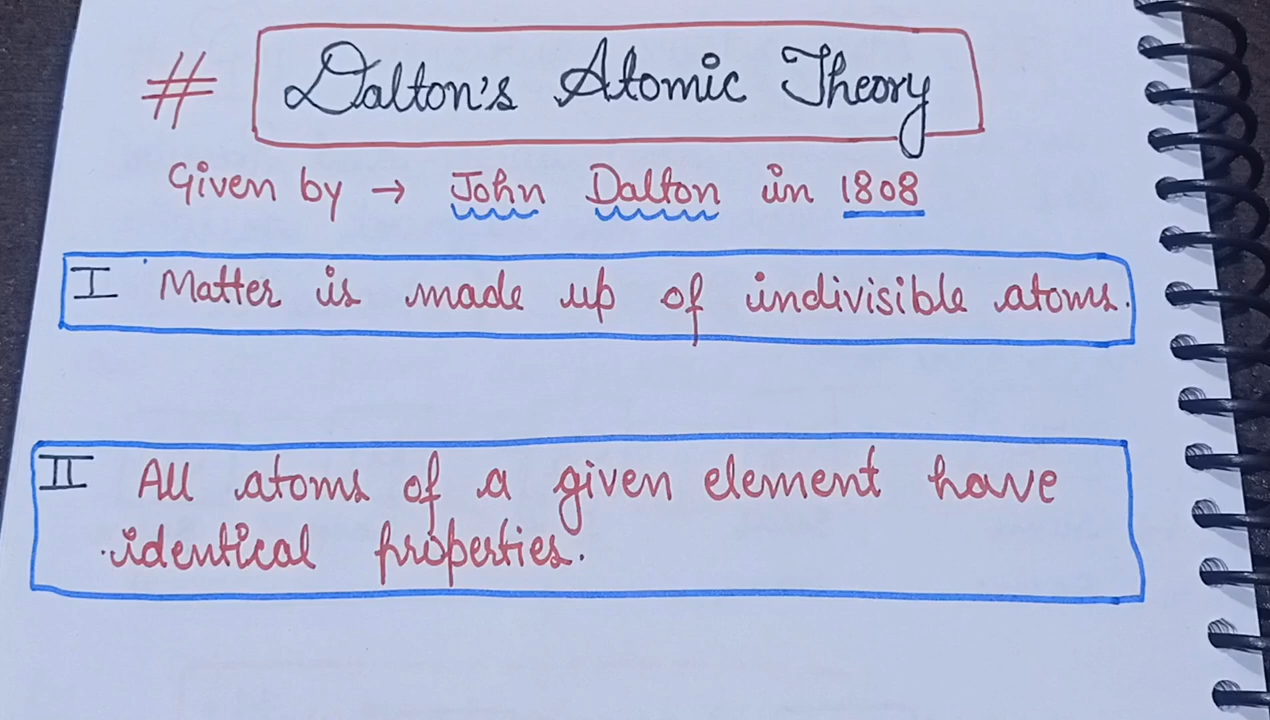 # Dalton's Atomic Theory
Given by → John Dalton in 1808
I Matter is made up of indivisible atoms.
II All atoms of a given element have
identical properties.